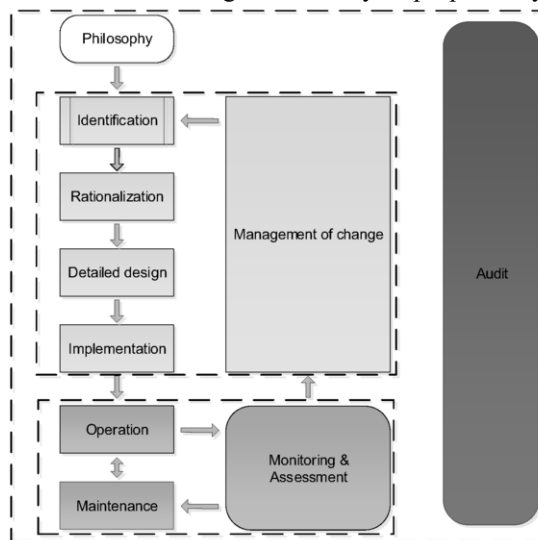 Philosophy
Identification
Rationalization
Detailed design
Implementation
Management of change
Audit
Operation
Maintenance
Monitoring &
Assessment